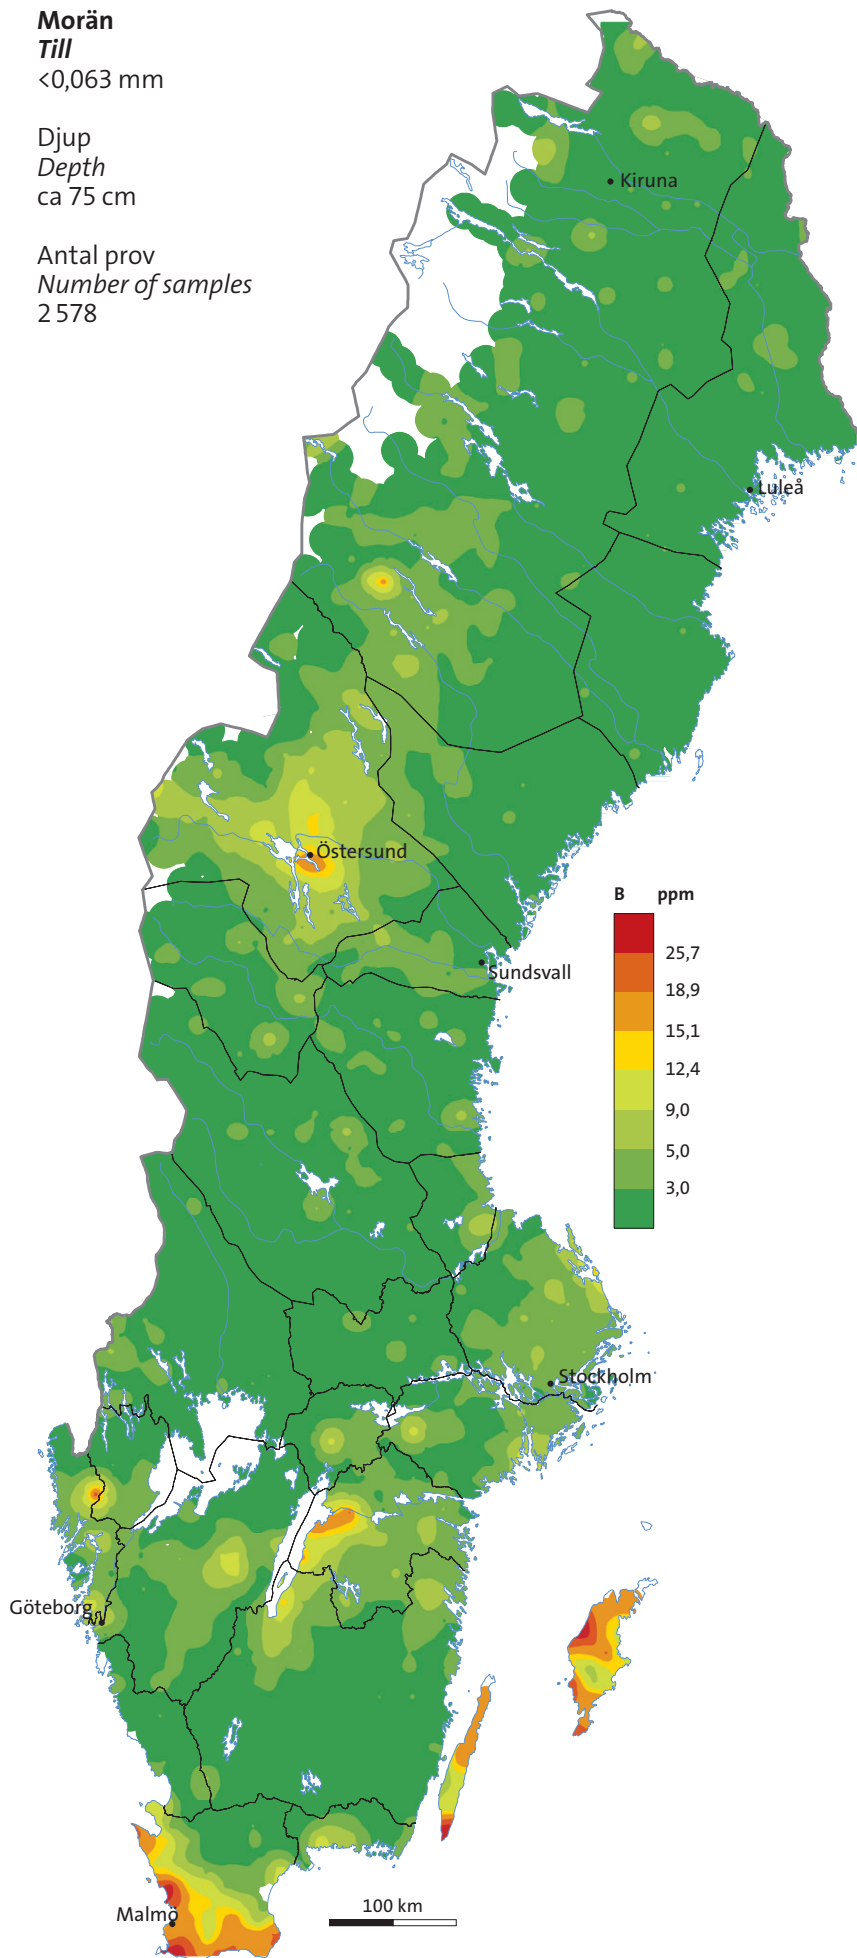 Morän
Till
<0,063 mm
Djup
Depth
ca 75 cm
Antal prov
Number of samples
2 578
Kiruna
Luleå
Östersund
B ppm
25,7
18,9
15,1
12,4
9,0
5,0
3,0
Sundsvall
Stockholm
Göteborg
Malmö
100 km